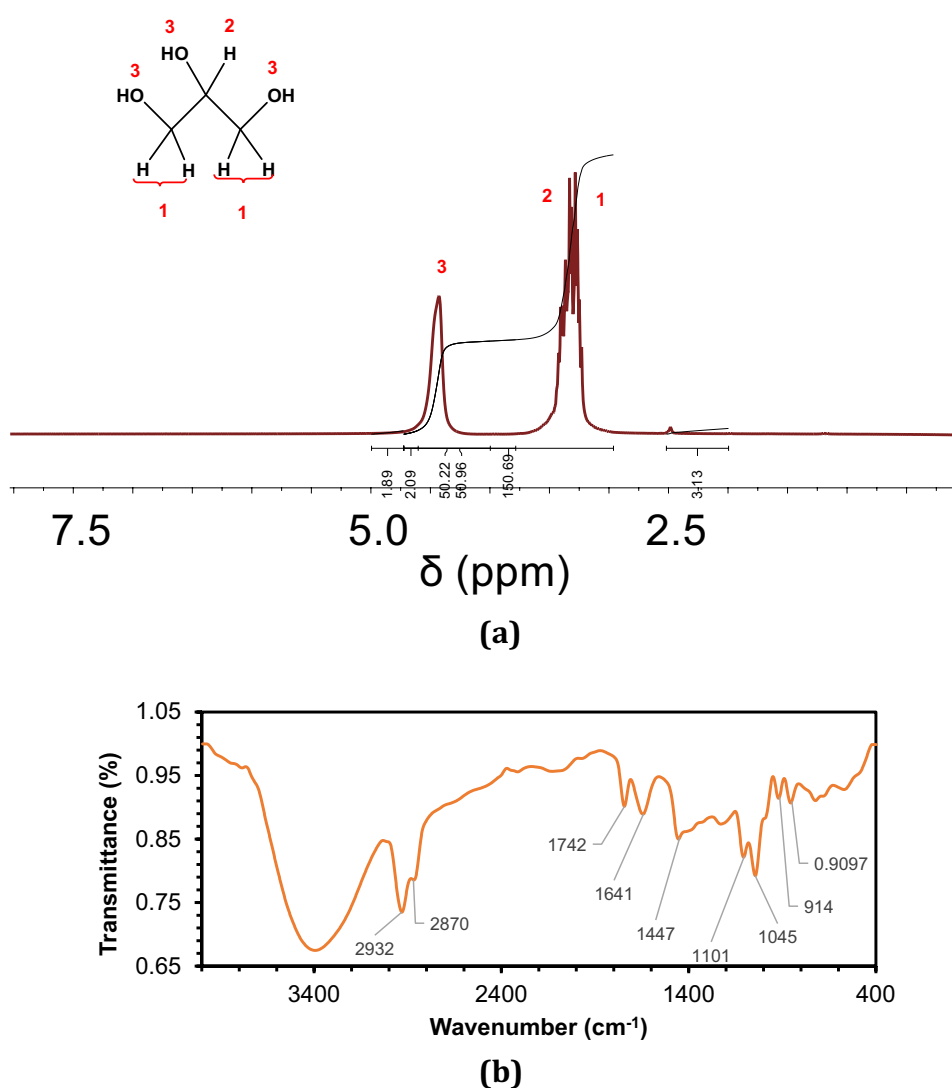 3 2
HO H
3 3
HO OH
H H H H
1 1
2 1
3
1.89 2.09 50.22 50.96 150.69 3.13
7.5 5.0 2.5
δ (ppm)
(a)
1.05
0.95
0.85
0.75
0.65
Transmittance (%)
1742
1641
2932
2870
1447
1101
1045
914
0.9097
3400 2400 1400 400
Wavenumber (cm⁻¹)
(b)